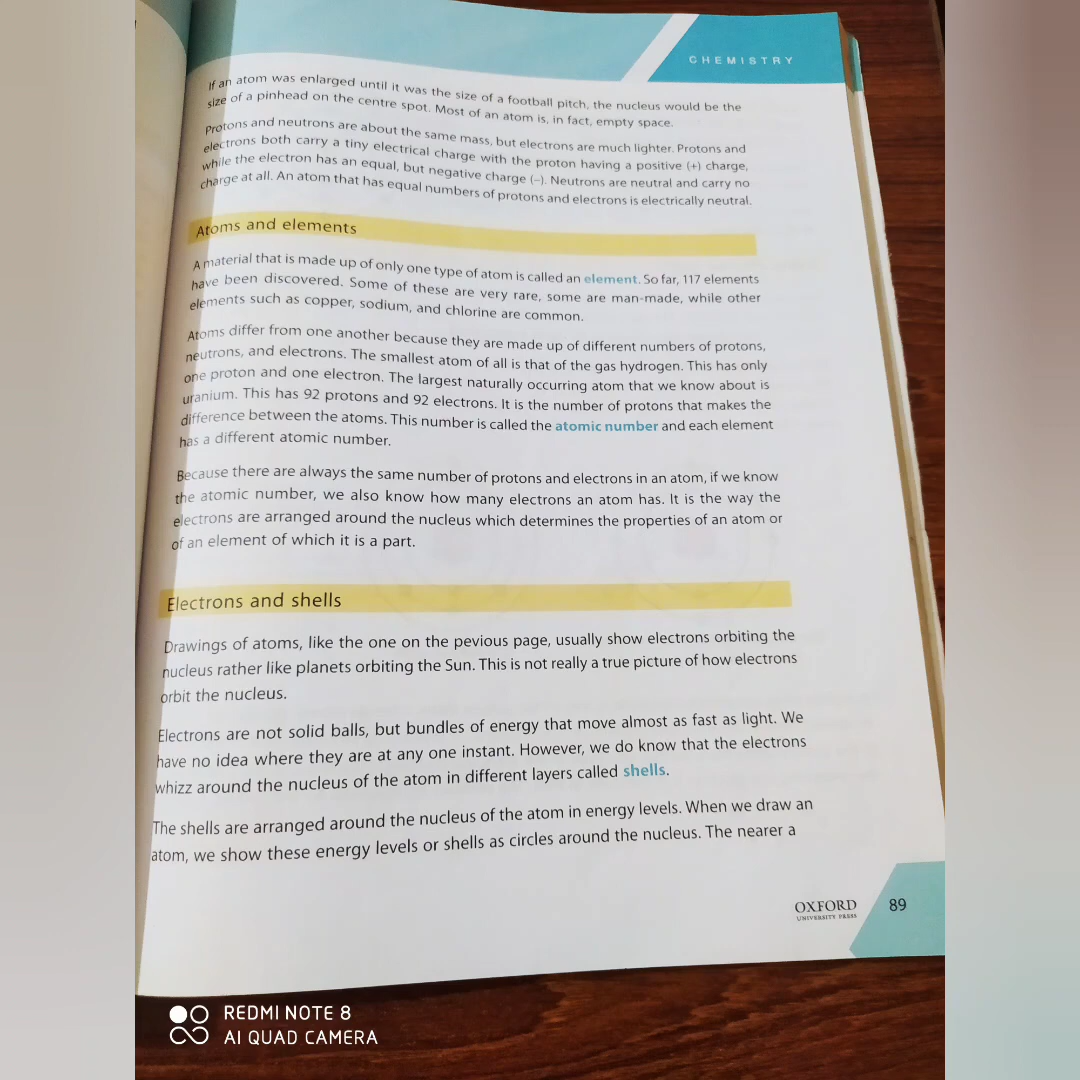 CHEMISTRY
If an atom was enlarged until it was the size of a football pitch, the nucleus would be the
size of a pinhead on the centre spot. Most of an atom is, in fact, empty space.
Protons and neutrons are about the same mass, but electrons are much lighter. Protons and
electrons both carry a tiny electrical charge with the proton having a positive (+) charge,
while the electron has an equal, but negative charge (–). Neutrons are neutral and carry no
charge at all. An atom that has equal numbers of protons and electrons is electrically neutral.
Atoms and elements
A material that is made up of only one type of atom is called an element. So far, 117 elements
have been discovered. Some of these are very rare, some are man-made, while other
elements such as copper, sodium, and chlorine are common.
Atoms differ from one another because they are made up of different numbers of protons,
neutrons, and electrons. The smallest atom of all is that of the gas hydrogen. This has only
one proton and one electron. The largest naturally occurring atom that we know about is
uranium. This has 92 protons and 92 electrons. It is the number of protons that makes the
difference between the atoms. This number is called the atomic number and each element
has a different atomic number.
Because there are always the same number of protons and electrons in an atom, if we know
the atomic number, we also know how many electrons an atom has. It is the way the
electrons are arranged around the nucleus which determines the properties of an atom or
of an element of which it is a part.
Electrons and shells
Drawings of atoms, like the one on the pevious page, usually show electrons orbiting the
nucleus rather like planets orbiting the Sun. This is not really a true picture of how electrons
orbit the nucleus.
Electrons are not solid balls, but bundles of energy that move almost as fast as light. We
have no idea where they are at any one instant. However, we do know that the electrons
whizz around the nucleus of the atom in different layers called shells.
The shells are arranged around the nucleus of the atom in energy levels. When we draw an
atom, we show these energy levels or shells as circles around the nucleus. The nearer a
OXFORD
UNIVERSITY PRESS
89
REDMI NOTE 8
AI QUAD CAMERA